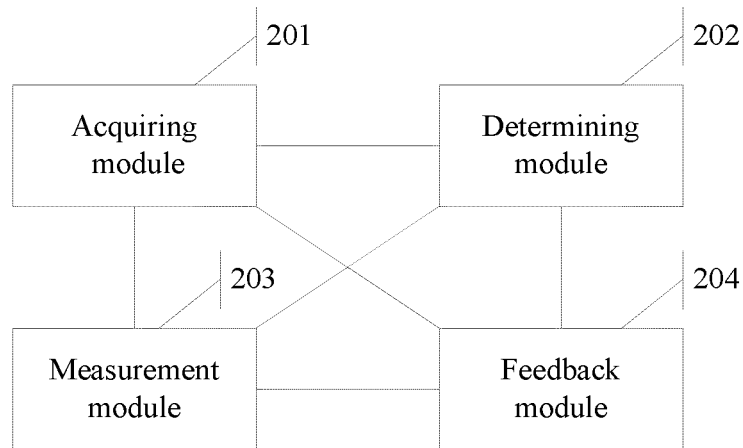 201
202
Acquiring
module
Determining
module
203
204
Measurement
module
Feedback
module